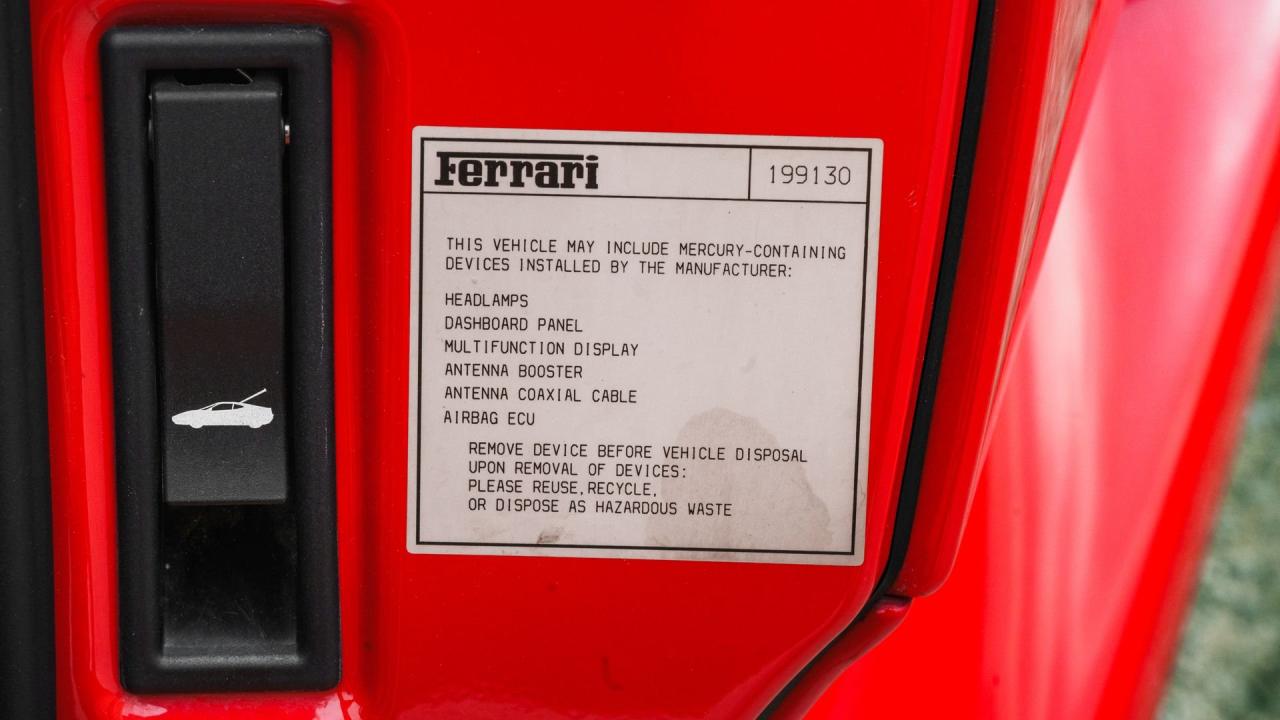 Ferrari 199130
THIS VEHICLE MAY INCLUDE MERCURY-CONTAINING
DEVICES INSTALLED BY THE MANUFACTURER:
HEADLAMPS
DASHBOARD PANEL
MULTIFUNCTION DISPLAY
ANTENNA BOOSTER
ANTENNA COAXIAL CABLE
AIRBAG ECU
REMOVE DEVICE BEFORE VEHICLE DISPOSAL
UPON REMOVAL OF DEVICES:
PLEASE REUSE,RECYCLE,
OR DISPOSE AS HAZARDOUS WASTE